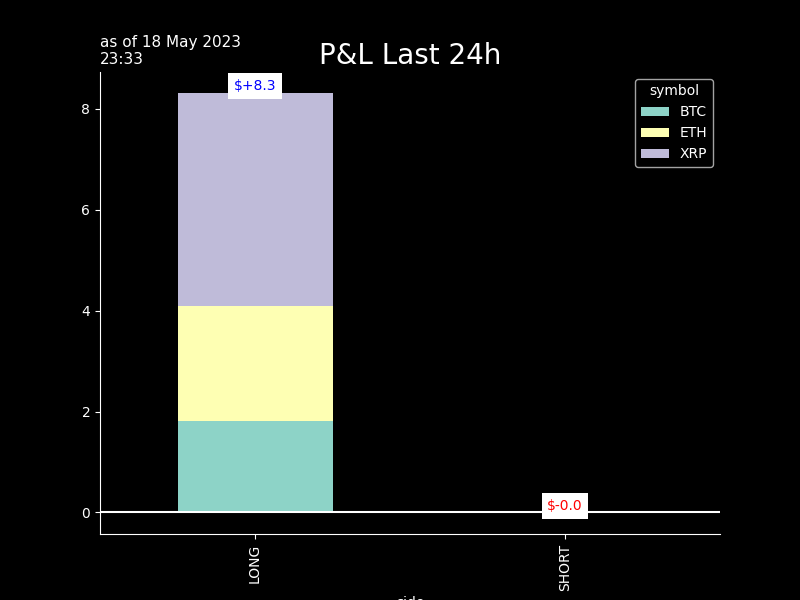 as of 18 May 2023
23:33
P&L Last 24h
$+8.3
symbol
BTC
ETH
XRP
8
6
4
2
0
$-0.0
LONG
SHORT